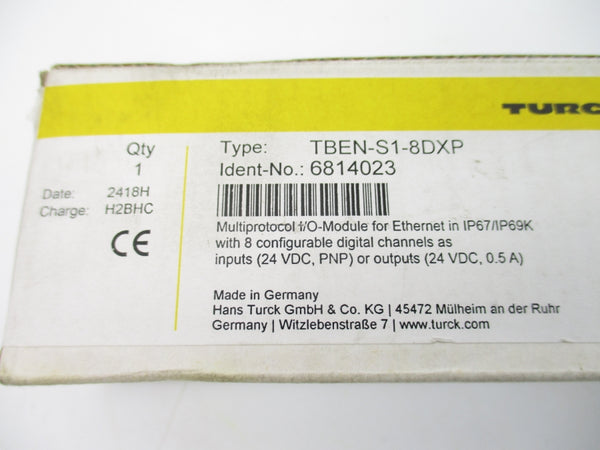 TURCK
Qty
1
Date: 2418H
Charge: H2BHC
CE
Type: TBEN-S1-8DXP
Ident-No.: 6814023
Multiprotocol I/O-Module for Ethernet in IP67/IP69K
with 8 configurable digital channels as
inputs (24 VDC, PNP) or outputs (24 VDC, 0.5 A)
Made in Germany
Hans Turck GmbH & Co. KG | 45472 Mülheim an der Ruhr
Germany | Witzlebenstraße 7 | www.turck.com